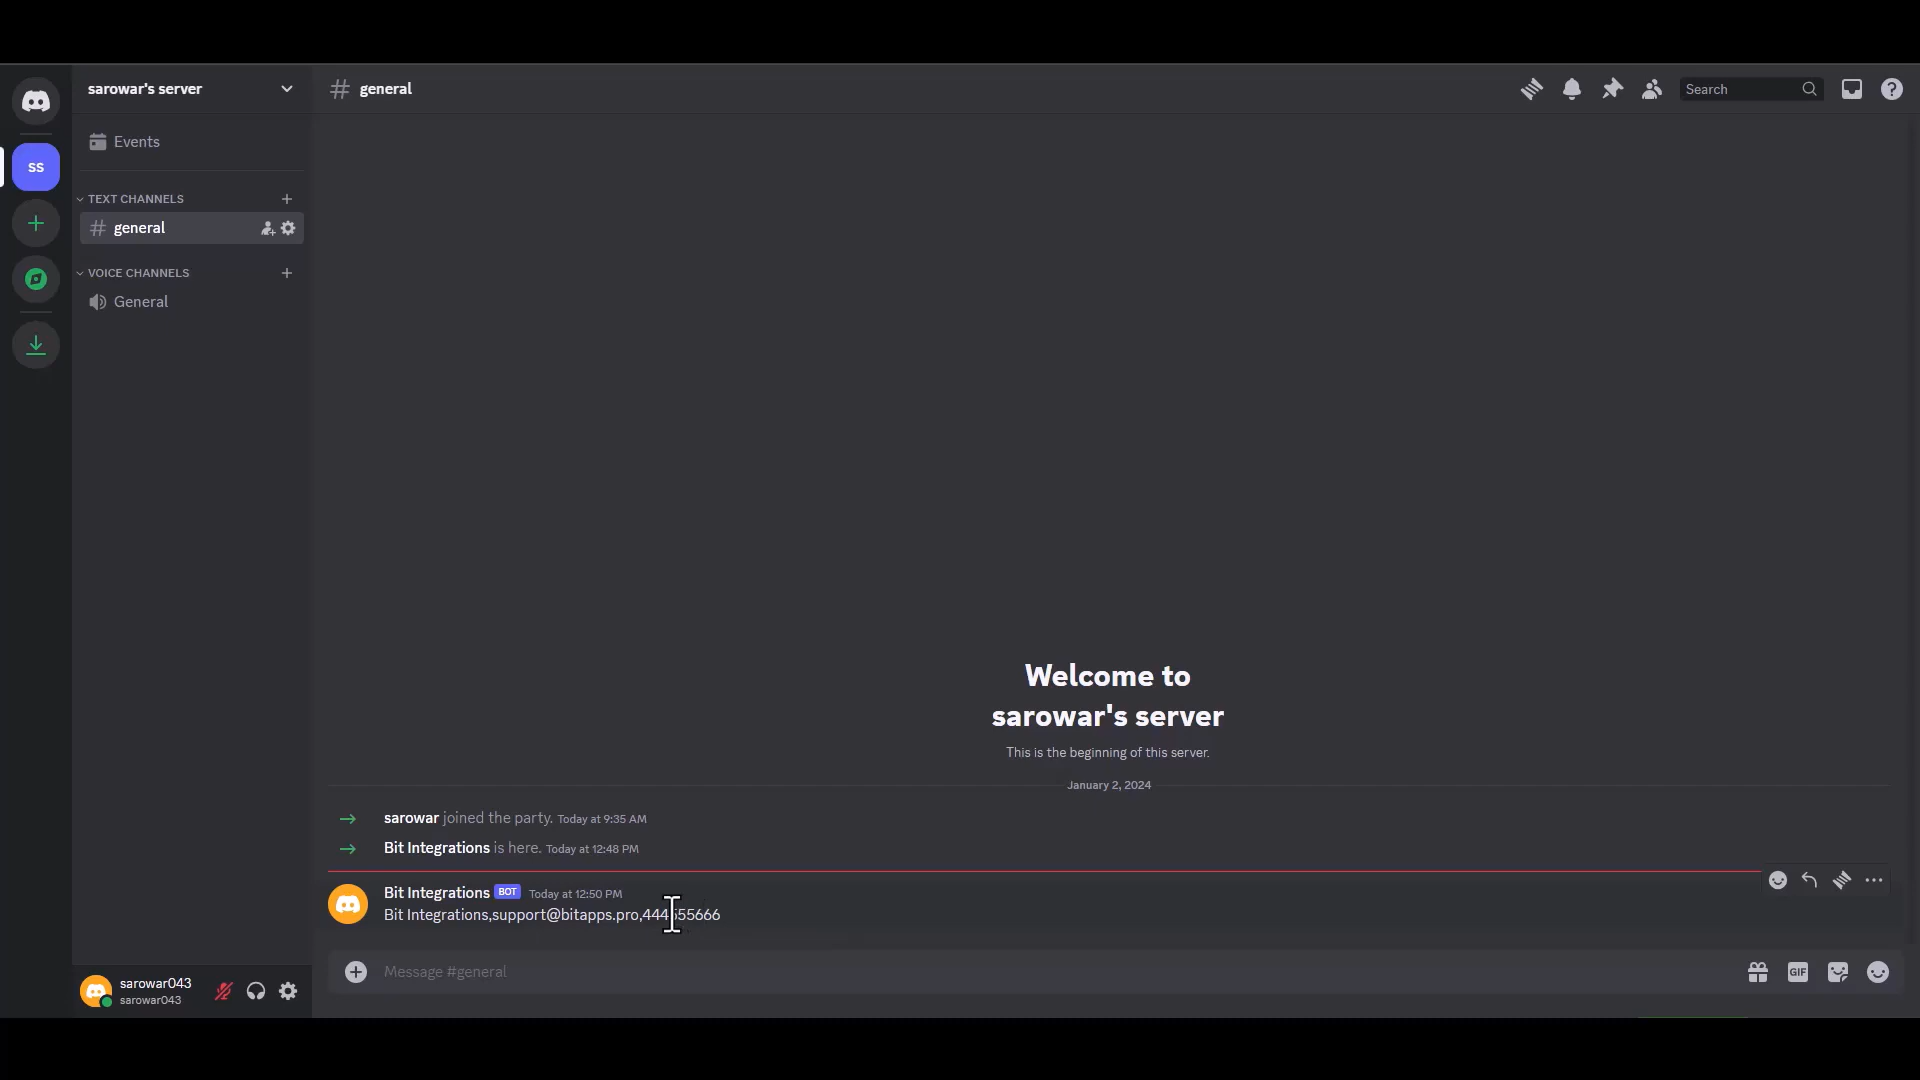 sarowar's server
# general
Search
SS
Events
TEXT CHANNELS
# general
VOICE CHANNELS
General
Welcome to
sarowar's server
This is the beginning of this server.
January 2, 2024
sarowar joined the party. Today at 9:35 AM
Bit Integrations is here. Today at 12:48 PM
Bit Integrations BOT Today at 12:50 PM
Bit Integrations,support@bitapps.pro,444555666
Message #general
GIF
sarowar043
sarowar043